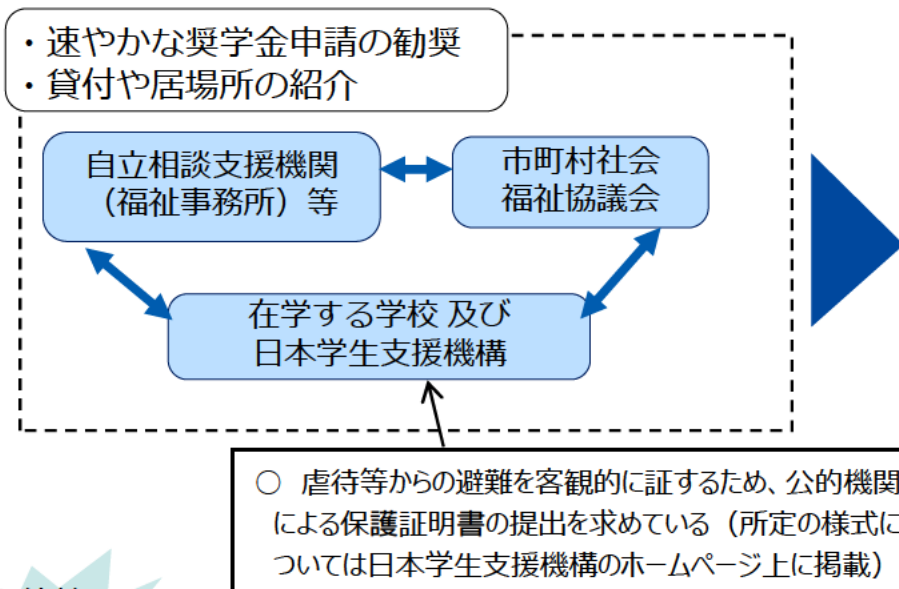 ・速やかな奨学金申請の勧奨
・貸付や居場所の紹介
自立相談支援機関
（福祉事務所）等
市町村社会
福祉協議会
在学する学校 及び
日本学生支援機構
○ 虐待等からの避難を客観的に証するため、公的機関
による保護証明書の提出を求めている（所定の様式に
ついては日本学生支援機構のホームページ上に掲載）